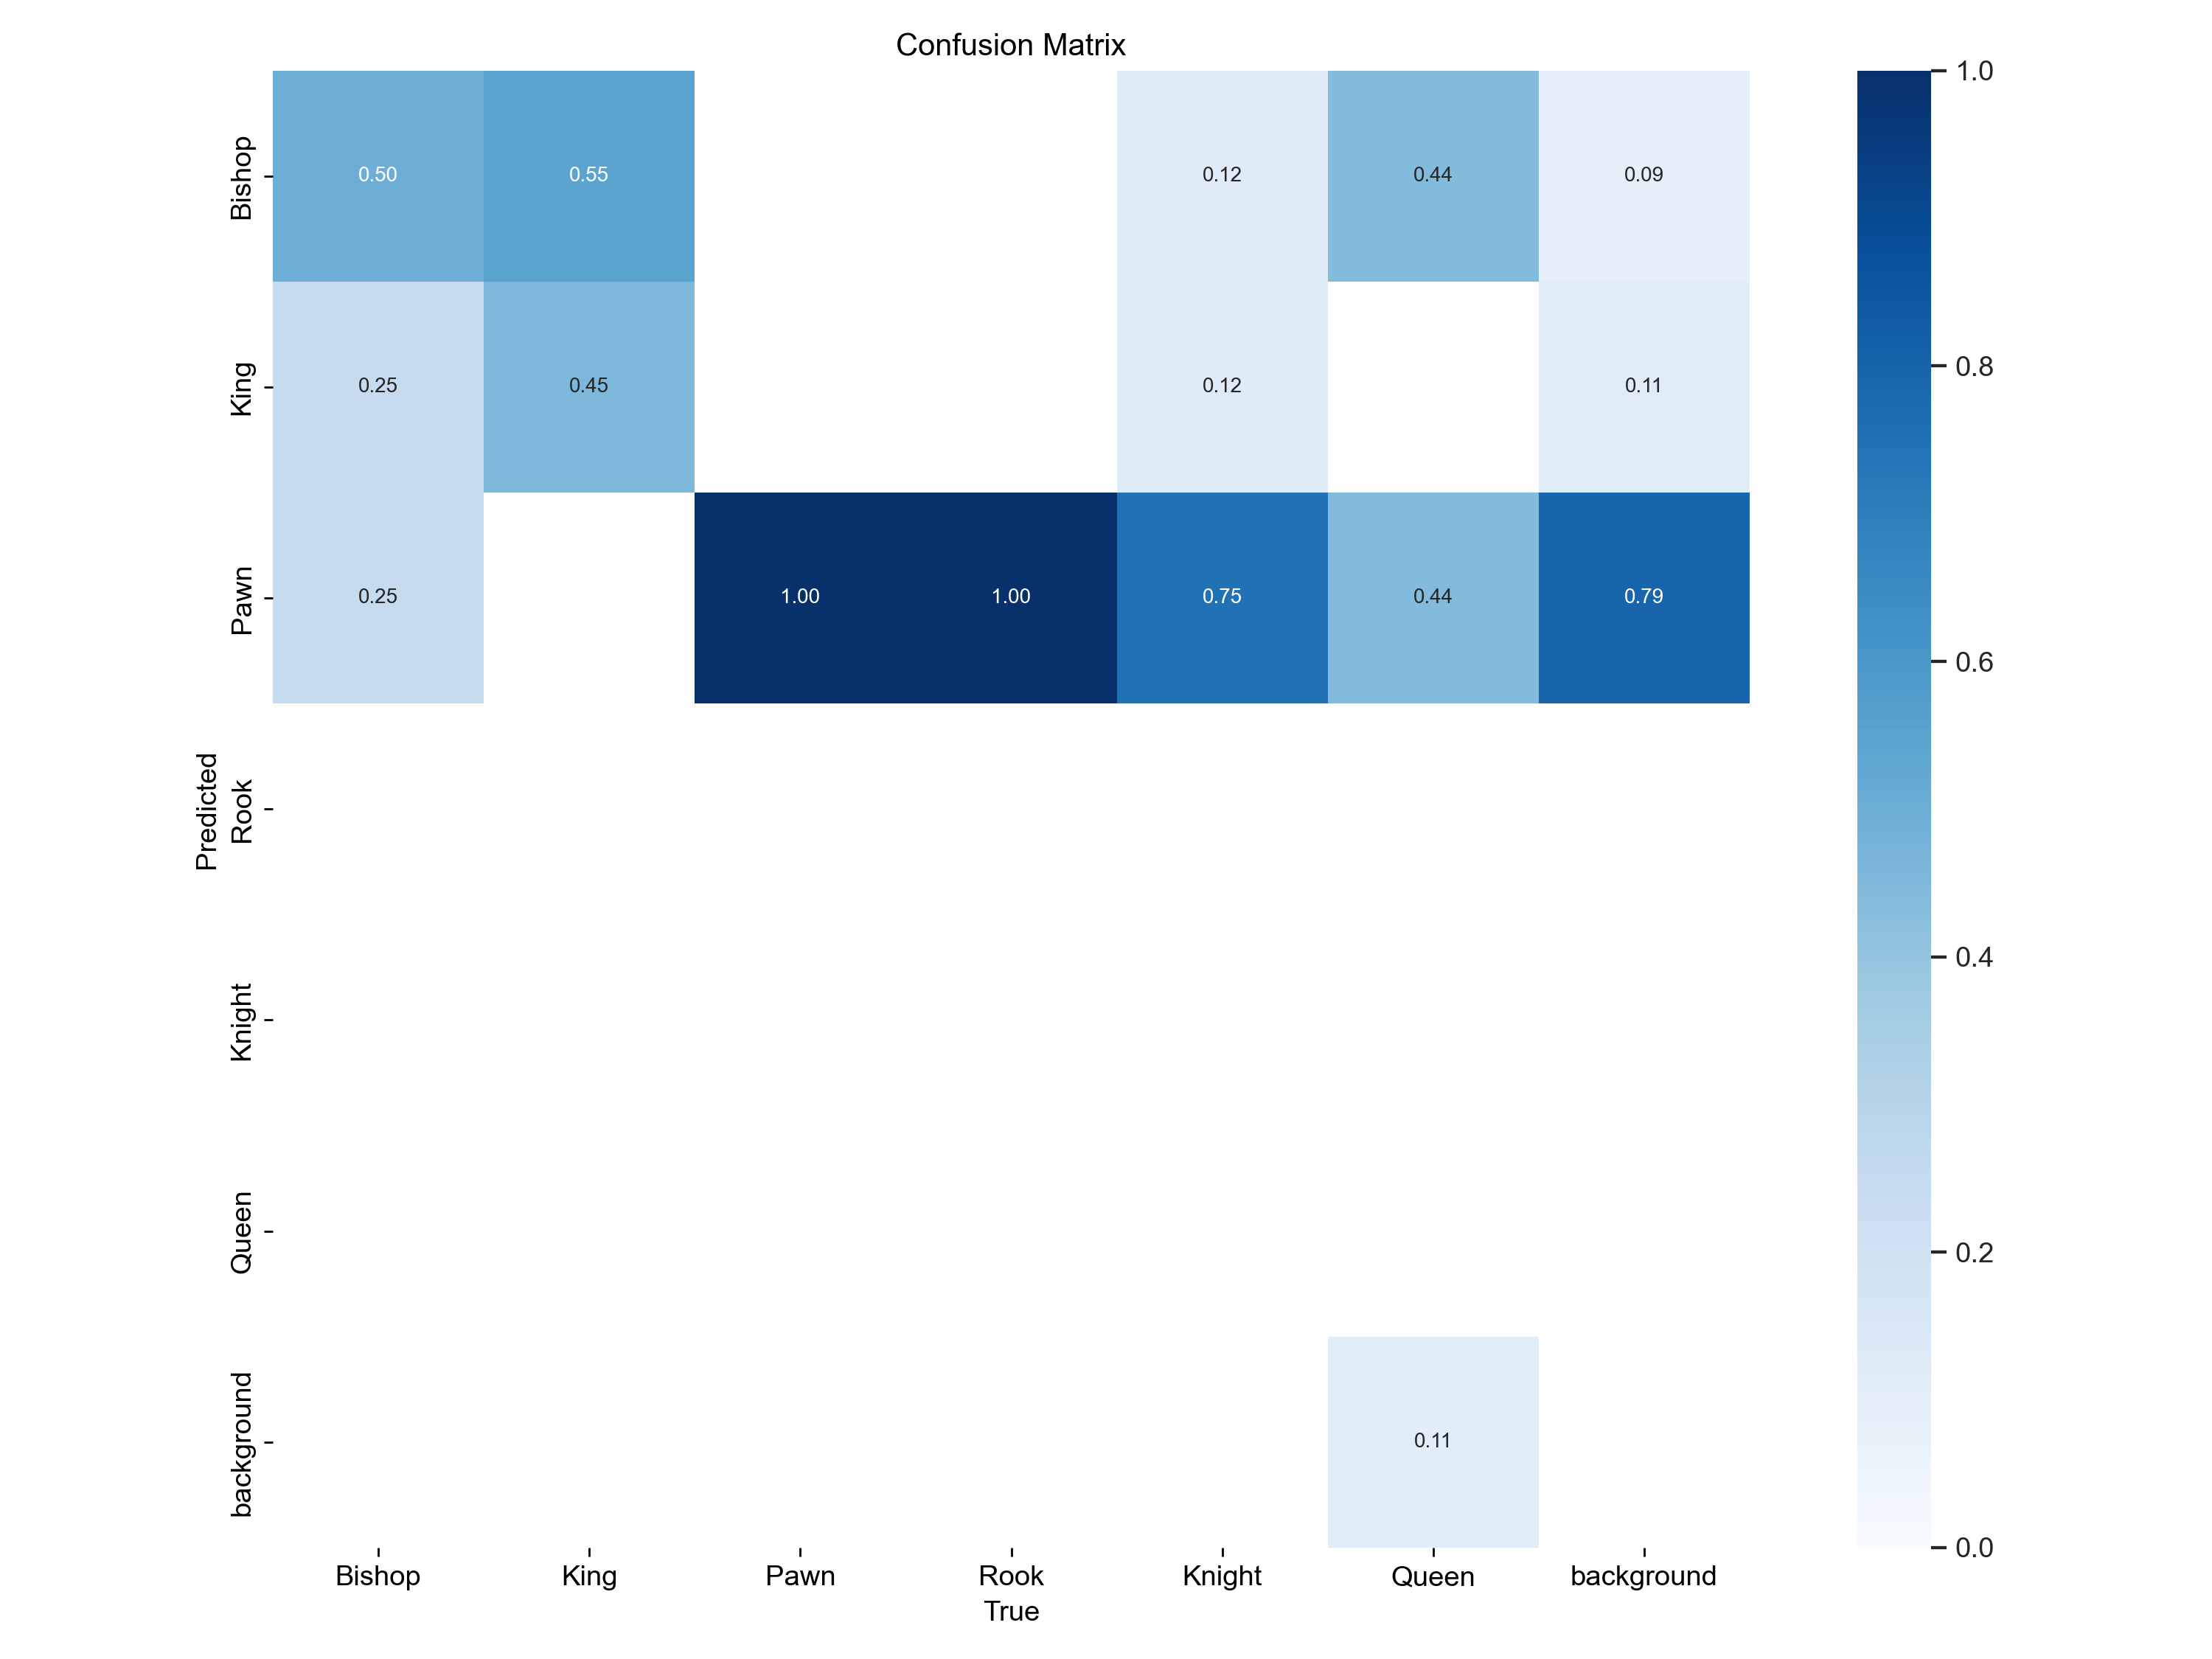 Confusion Matrix
Bishop 0.50 0.55 0.12 0.44 0.09
King 0.25 0.45 0.12 0.11
Pawn 0.25 1.00 1.00 0.75 0.44 0.79
Predicted
Rook
Knight
Queen
background 0.11
Bishop King Pawn Rook Knight Queen background
True
1.0
0.8
0.6
0.4
0.2
0.0